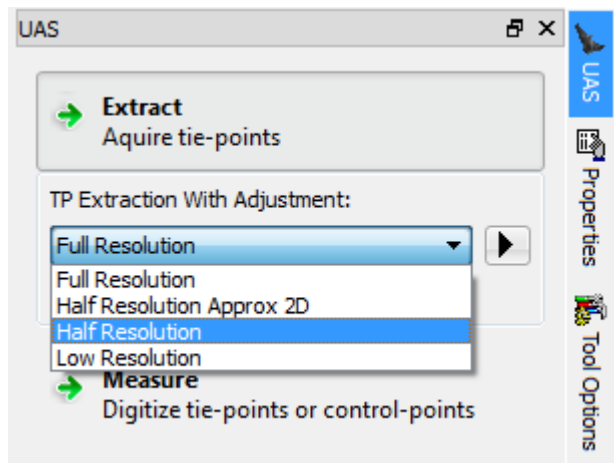 UAS
Extract
Aquire tie-points
TP Extraction With Adjustment:
Full Resolution
Full Resolution
Half Resolution Approx 2D
Half Resolution
Low Resolution
Measure
Digitize tie-points or control-points
UAS
Properties
Tool Options